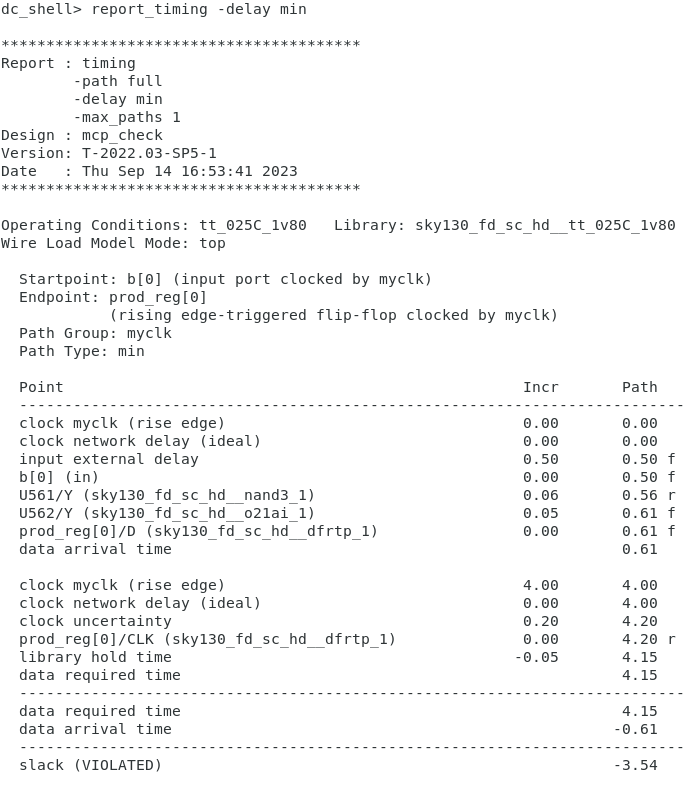 dc_shell> report_timing -delay min
****************************************
Report : timing
        -path full
        -delay min
        -max_paths 1
Design : mcp_check
Version: T-2022.03-SP5-1
Date   : Thu Sep 14 16:53:41 2023
****************************************
Operating Conditions: tt_025C_1v80   Library: sky130_fd_sc_hd__tt_025C_1v80
Wire Load Model Mode: top
  Startpoint: b[0] (input port clocked by myclk)
  Endpoint: prod_reg[0]
            (rising edge-triggered flip-flop clocked by myclk)
  Path Group: myclk
  Path Type: min
  Point                                                   Incr       Path
  --------------------------------------------------------------------------
  clock myclk (rise edge)                                 0.00       0.00
  clock network delay (ideal)                             0.00       0.00
  input external delay                                    0.50       0.50 f
  b[0] (in)                                               0.00       0.50 f
  U561/Y (sky130_fd_sc_hd__nand3_1)                       0.06       0.56 r
  U562/Y (sky130_fd_sc_hd__o21ai_1)                       0.05       0.61 f
  prod_reg[0]/D (sky130_fd_sc_hd__dfrtp_1)                0.00       0.61 f
  data arrival time                                                  0.61
  clock myclk (rise edge)                                 4.00       4.00
  clock network delay (ideal)                             0.00       4.00
  clock uncertainty                                       0.20       4.20
  prod_reg[0]/CLK (sky130_fd_sc_hd__dfrtp_1)              0.00       4.20 r
  library hold time                                      -0.05       4.15
  data required time                                                 4.15
  --------------------------------------------------------------------------
  data required time                                                 4.15
  data arrival time                                                 -0.61
  --------------------------------------------------------------------------
  slack (VIOLATED)                                                  -3.54